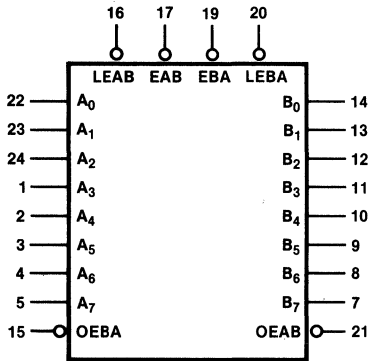 16 17 19 20
LEAB EAB EBA LEBA
22 A0 B0 14
23 A1 B1 13
24 A2 B2 12
1 A3 B3 11
2 A4 B4 10
3 A5 B5 9
4 A6 B6 8
5 A7 B7 7
15 OEBA OEAB 21